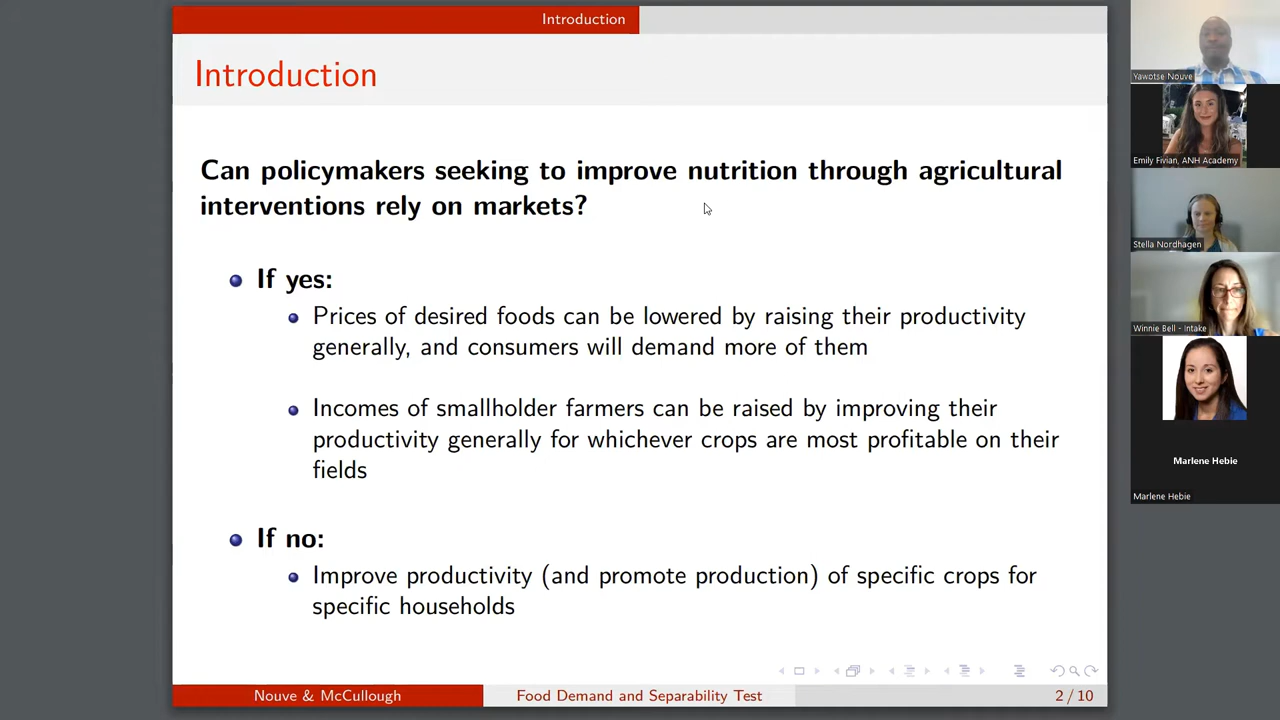 Introduction
Introduction
Can policymakers seeking to improve nutrition through agricultural
interventions rely on markets?
If yes:
Prices of desired foods can be lowered by raising their productivity
generally, and consumers will demand more of them
Incomes of smallholder farmers can be raised by improving their
productivity generally for whichever crops are most profitable on their
fields
If no:
Improve productivity (and promote production) of specific crops for
specific households
Nouve & McCullough
Food Demand and Separability Test
2 / 10
Yawotse Nouve
Emily Fivian, ANH Academy
Stella Nordhagen
Winnie Bell - Intake
Marlene Hebie
Marlene Hebie